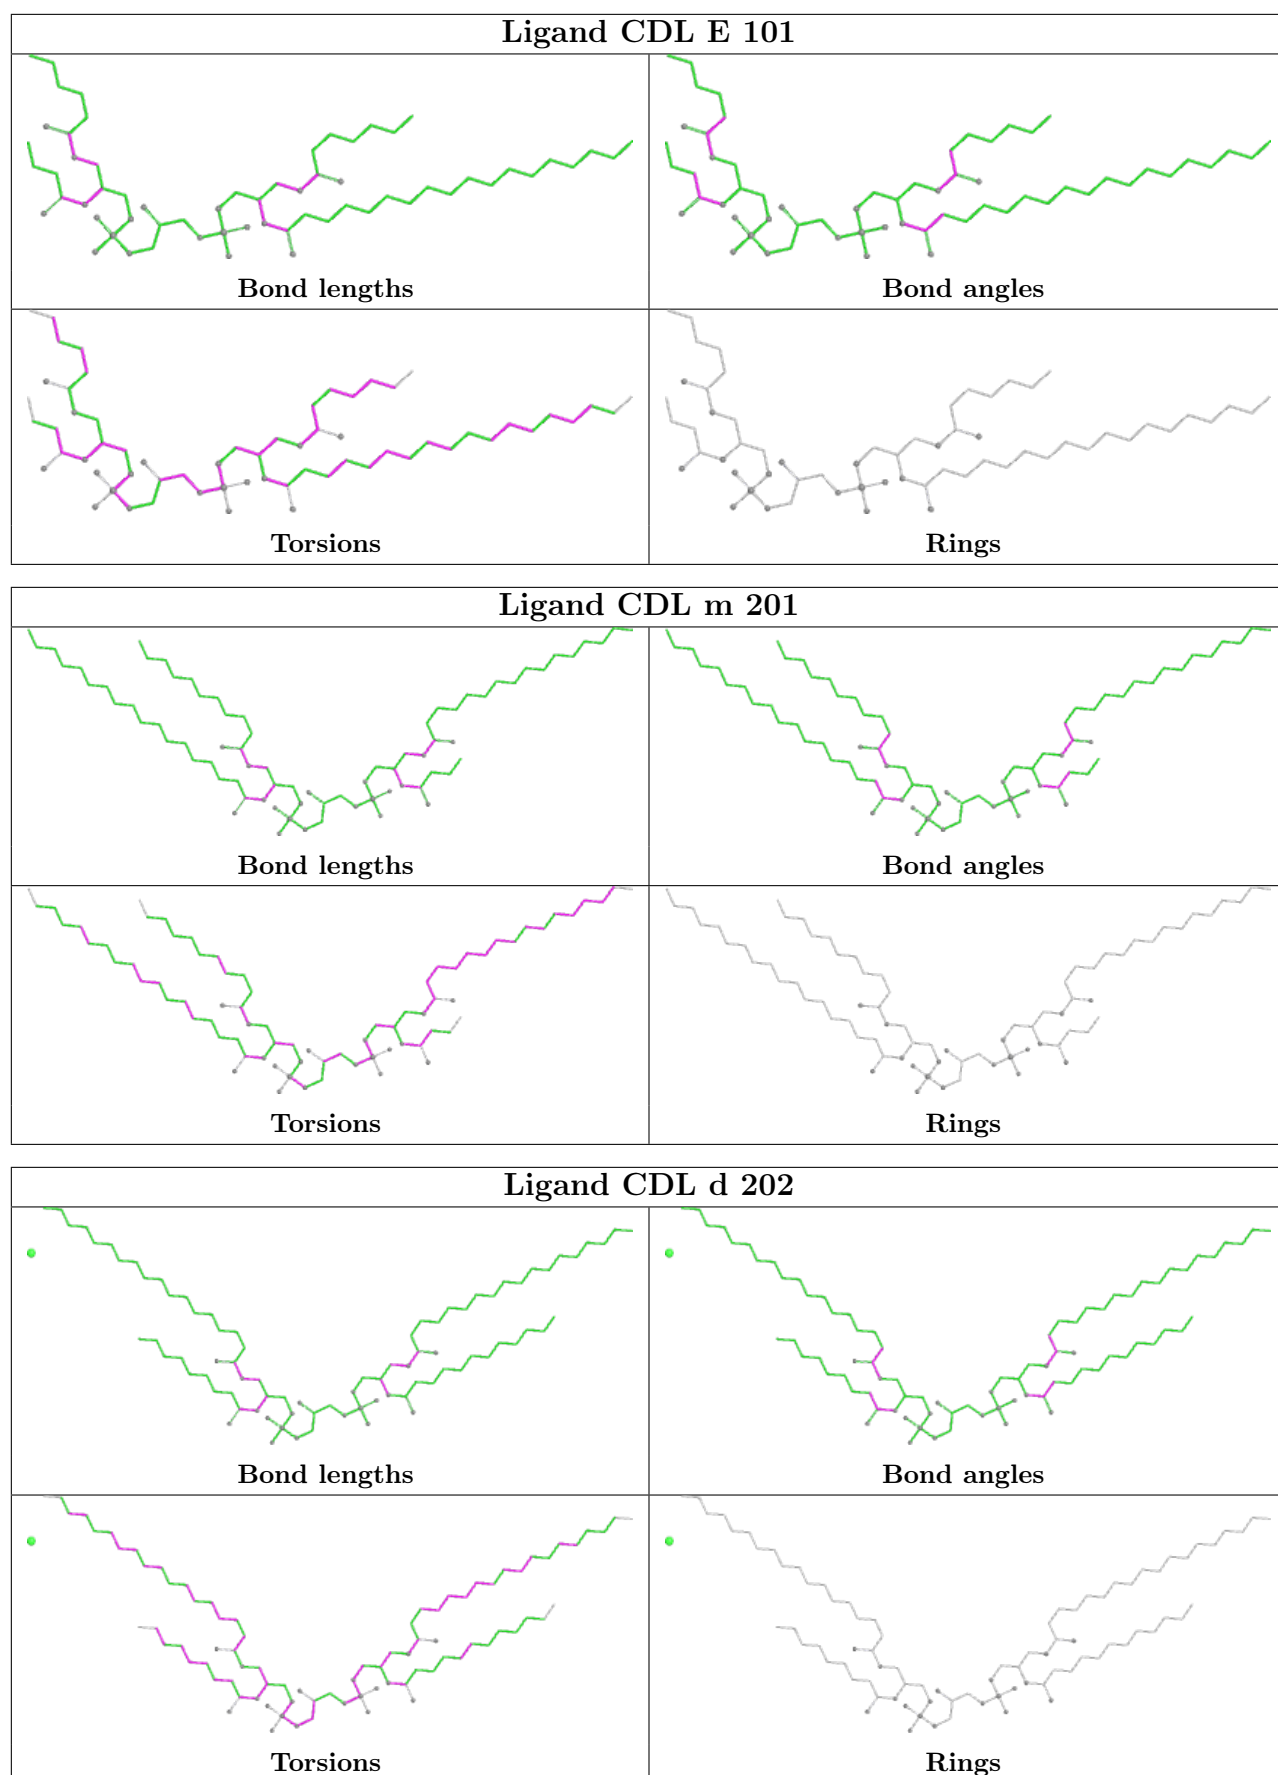 Ligand CDL E 101
Bond lengths
Bond angles
Torsions
Rings
Ligand CDL m 201
Bond lengths
Bond angles
Torsions
Rings
Ligand CDL d 202
Bond lengths
Bond angles
Torsions
Rings